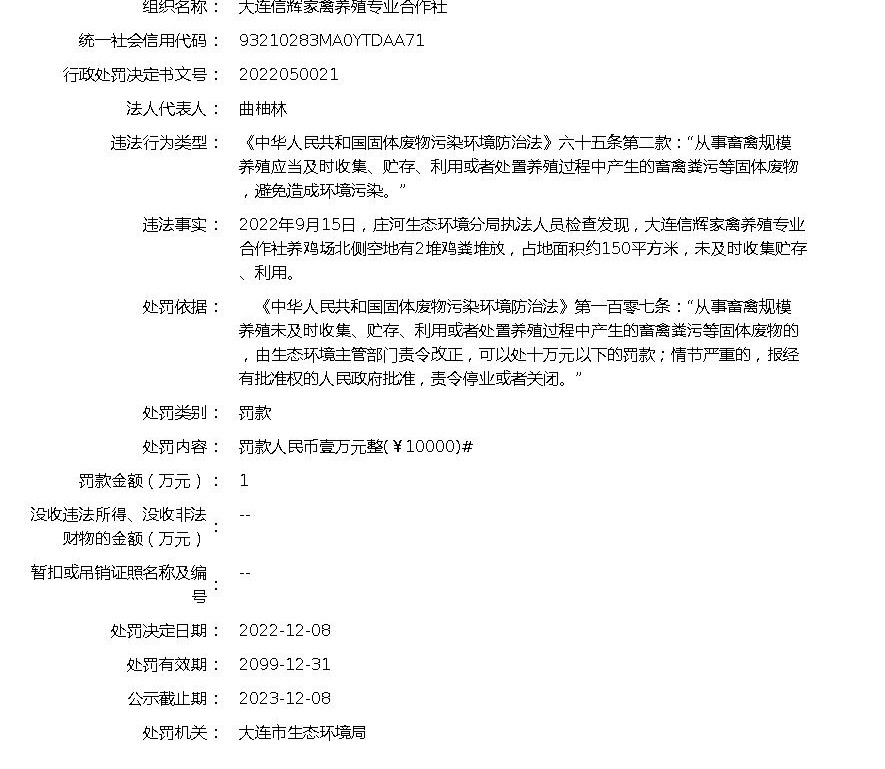 组织名称： 大连信辉家禽养殖专业合作社
统一社会信用代码： 93210283MA0YTDAA71
行政处罚决定书文号： 2022050021
法人代表人： 曲柚林
违法行为类型： 《中华人民共和国固体废物污染环境防治法》六十五条第二款：“从事畜禽规模
养殖应当及时收集、贮存、利用或者处置养殖过程中产生的畜禽粪污等固体废物
，避免造成环境污染。”
违法事实： 2022年9月15日，庄河生态环境分局执法人员检查发现，大连信辉家禽养殖专业
合作社养鸡场北侧空地有2堆鸡粪堆放，占地面积约150平方米，未及时收集贮存
、利用。
处罚依据： 《中华人民共和国固体废物污染环境防治法》第一百零七条：“从事畜禽规模
养殖未及时收集、贮存、利用或者处置养殖过程中产生的畜禽粪污等固体废物的
，由生态环境主管部门责令改正，可以处十万元以下的罚款；情节严重的，报经
有批准权的人民政府批准，责令停业或者关闭。”
处罚类别： 罚款
处罚内容： 罚款人民币壹万元整(￥10000)#
罚款金额（万元）： 1
没收违法所得、没收非法
财物的金额（万元）： --
暂扣或吊销证照名称及编
号： --
处罚决定日期： 2022-12-08
处罚有效期： 2099-12-31
公示截止期： 2023-12-08
处罚机关： 大连市生态环境局